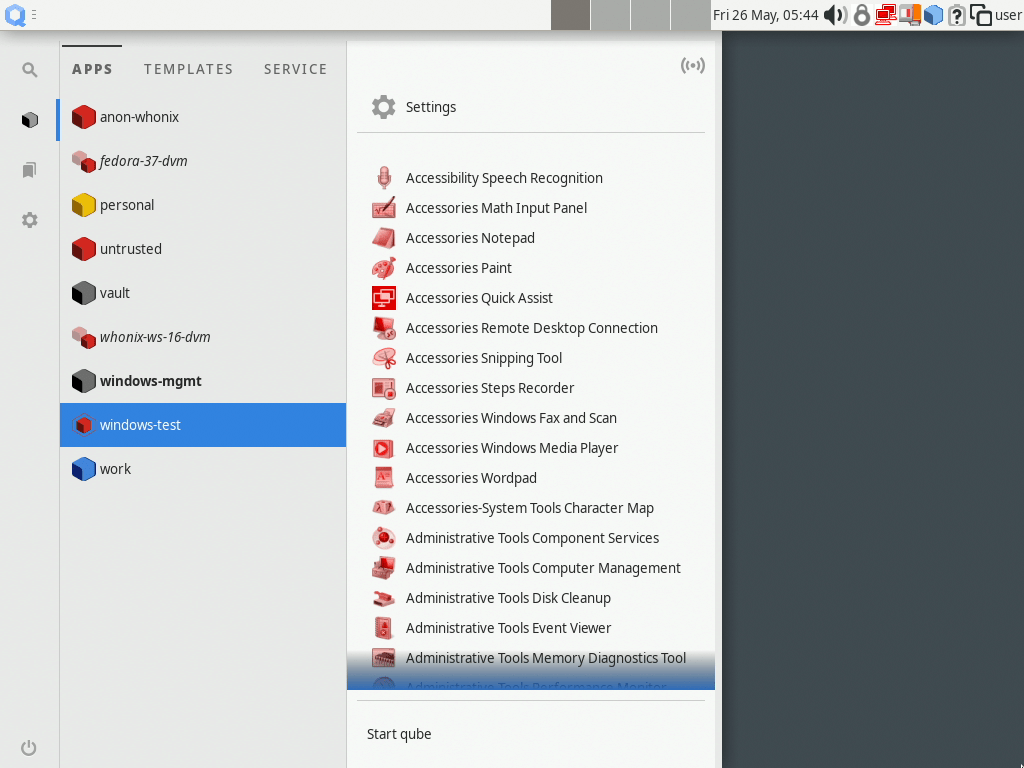 Fri 26 May, 05:44
user
APPS TEMPLATES SERVICE
anon-whonix
fedora-37-dvm
personal
untrusted
vault
whonix-ws-16-dvm
windows-mgmt
windows-test
work
Settings
Accessibility Speech Recognition
Accessories Math Input Panel
Accessories Notepad
Accessories Paint
Accessories Quick Assist
Accessories Remote Desktop Connection
Accessories Snipping Tool
Accessories Steps Recorder
Accessories Windows Fax and Scan
Accessories Windows Media Player
Accessories Wordpad
Accessories-System Tools Character Map
Administrative Tools Component Services
Administrative Tools Computer Management
Administrative Tools Disk Cleanup
Administrative Tools Event Viewer
Administrative Tools Memory Diagnostics Tool
Administrative Tools Performance Monitor
Start qube